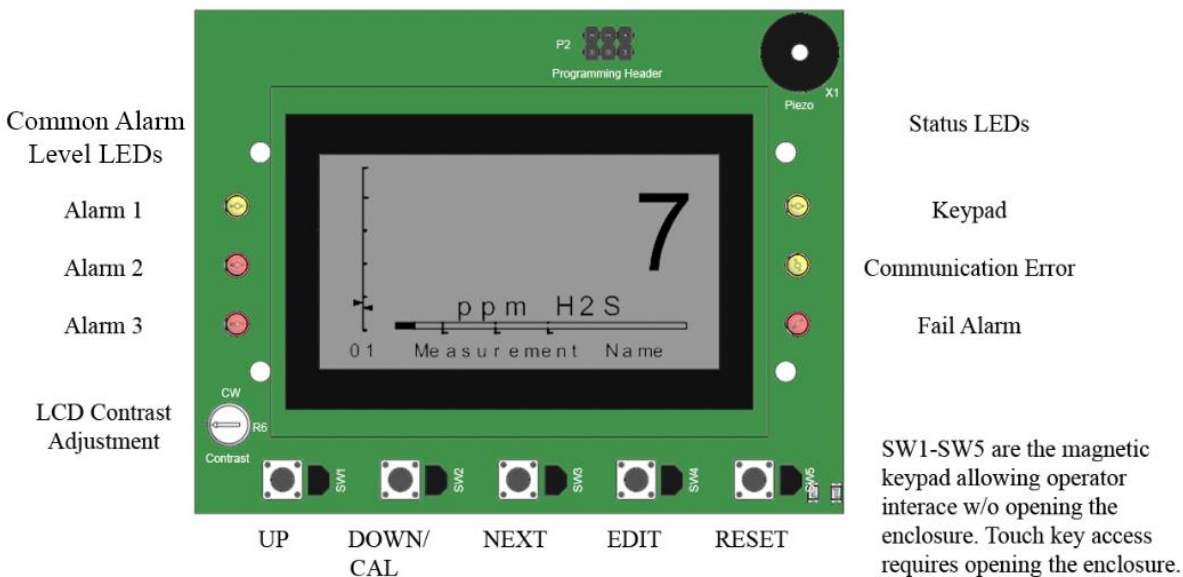 P2
Programming Header
Piezo
X1
Common Alarm
Level LEDs
Alarm 1
Alarm 2
Alarm 3
LCD Contrast
Adjustment
CW
R6
Contrast
7
ppm H2S
01 Measurement Name
Status LEDs
Keypad
Communication Error
Fail Alarm
SW1
SW2
SW3
SW4
SW5
UP
DOWN/
CAL
NEXT
EDIT
RESET
SW1-SW5 are the magnetic
keypad allowing operator
interace w/o opening the
enclosure. Touch key access
requires opening the enclosure.